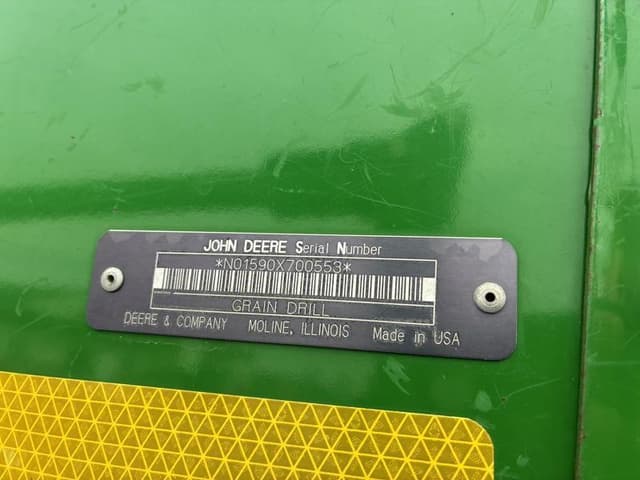 JOHN DEERE Serial Number
*N01590X700553*
GRAIN DRILL
DEERE & COMPANY MOLINE, ILLINOIS Made in USA